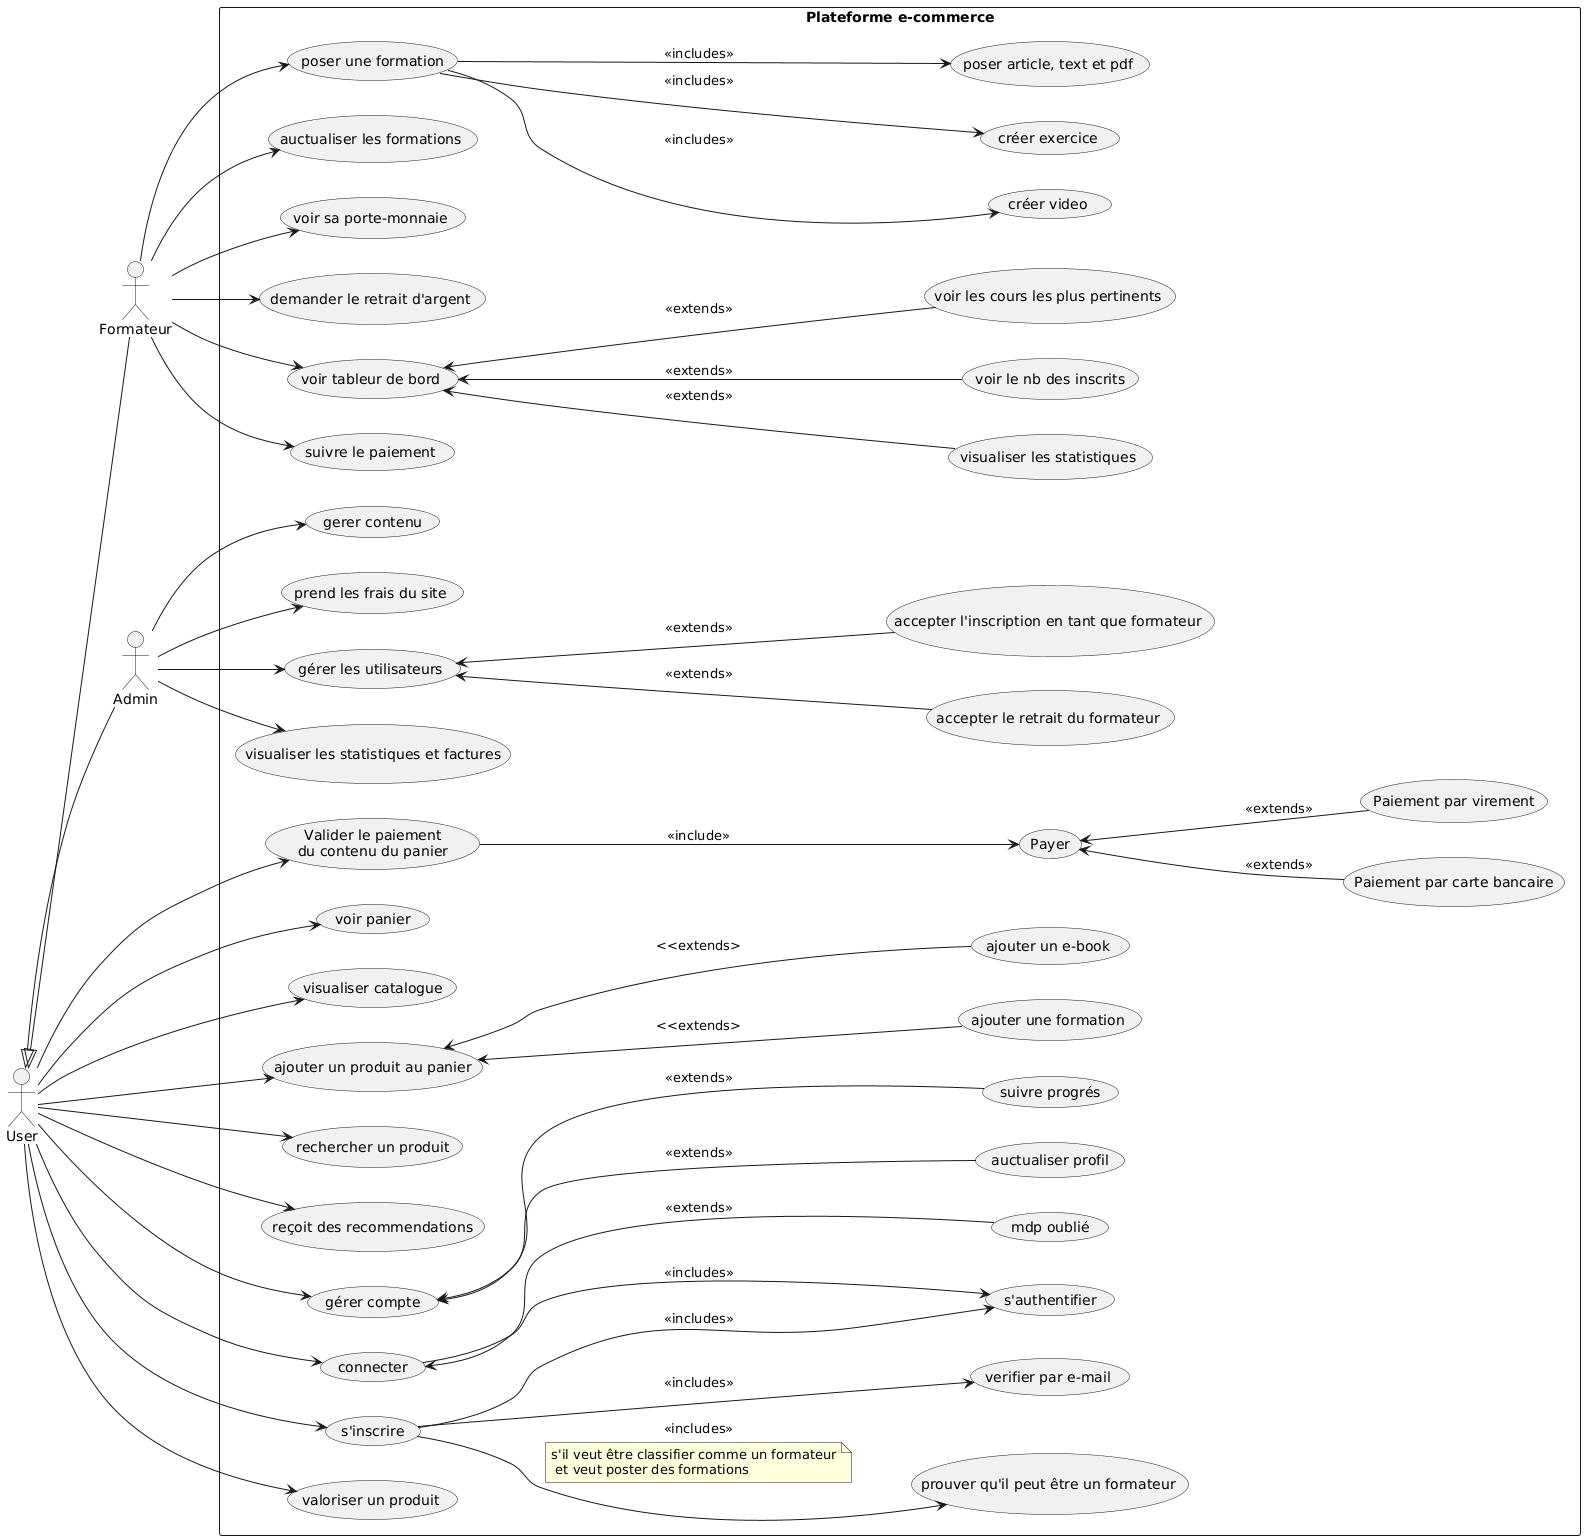 Plateforme e-commerce
poser une formation
«includes»
poser article, text et pdf
«includes»
créer exercice
auctualiser les formations
«includes»
créer video
voir sa porte-monnaie
Formateur
demander le retrait d'argent
voir les cours les plus pertinents
«extends»
voir tableur de bord
«extends»
voir le nb des inscrits
«extends»
suivre le paiement
visualiser les statistiques
gerer contenu
prend les frais du site
«extends»
accepter l'inscription en tant que formateur
Admin
gérer les utilisateurs
«extends»
accepter le retrait du formateur
visualiser les statistiques et factures
Valider le paiement
du contenu du panier
«include»
Payer
«extends»
Paiement par virement
«extends»
Paiement par carte bancaire
voir panier
<<extends>
ajouter un e-book
visualiser catalogue
<<extends>
ajouter une formation
ajouter un produit au panier
«extends»
suivre progrés
User
rechercher un produit
«extends»
auctualiser profil
reçoit des recommendations
«extends»
mdp oublié
gérer compte
«includes»
s'authentifier
«includes»
connecter
«includes»
verifier par e-mail
s'inscrire
«includes»
s'il veut être classifier comme un formateur
et veut poster des formations
prouver qu'il peut être un formateur
valoriser un produit